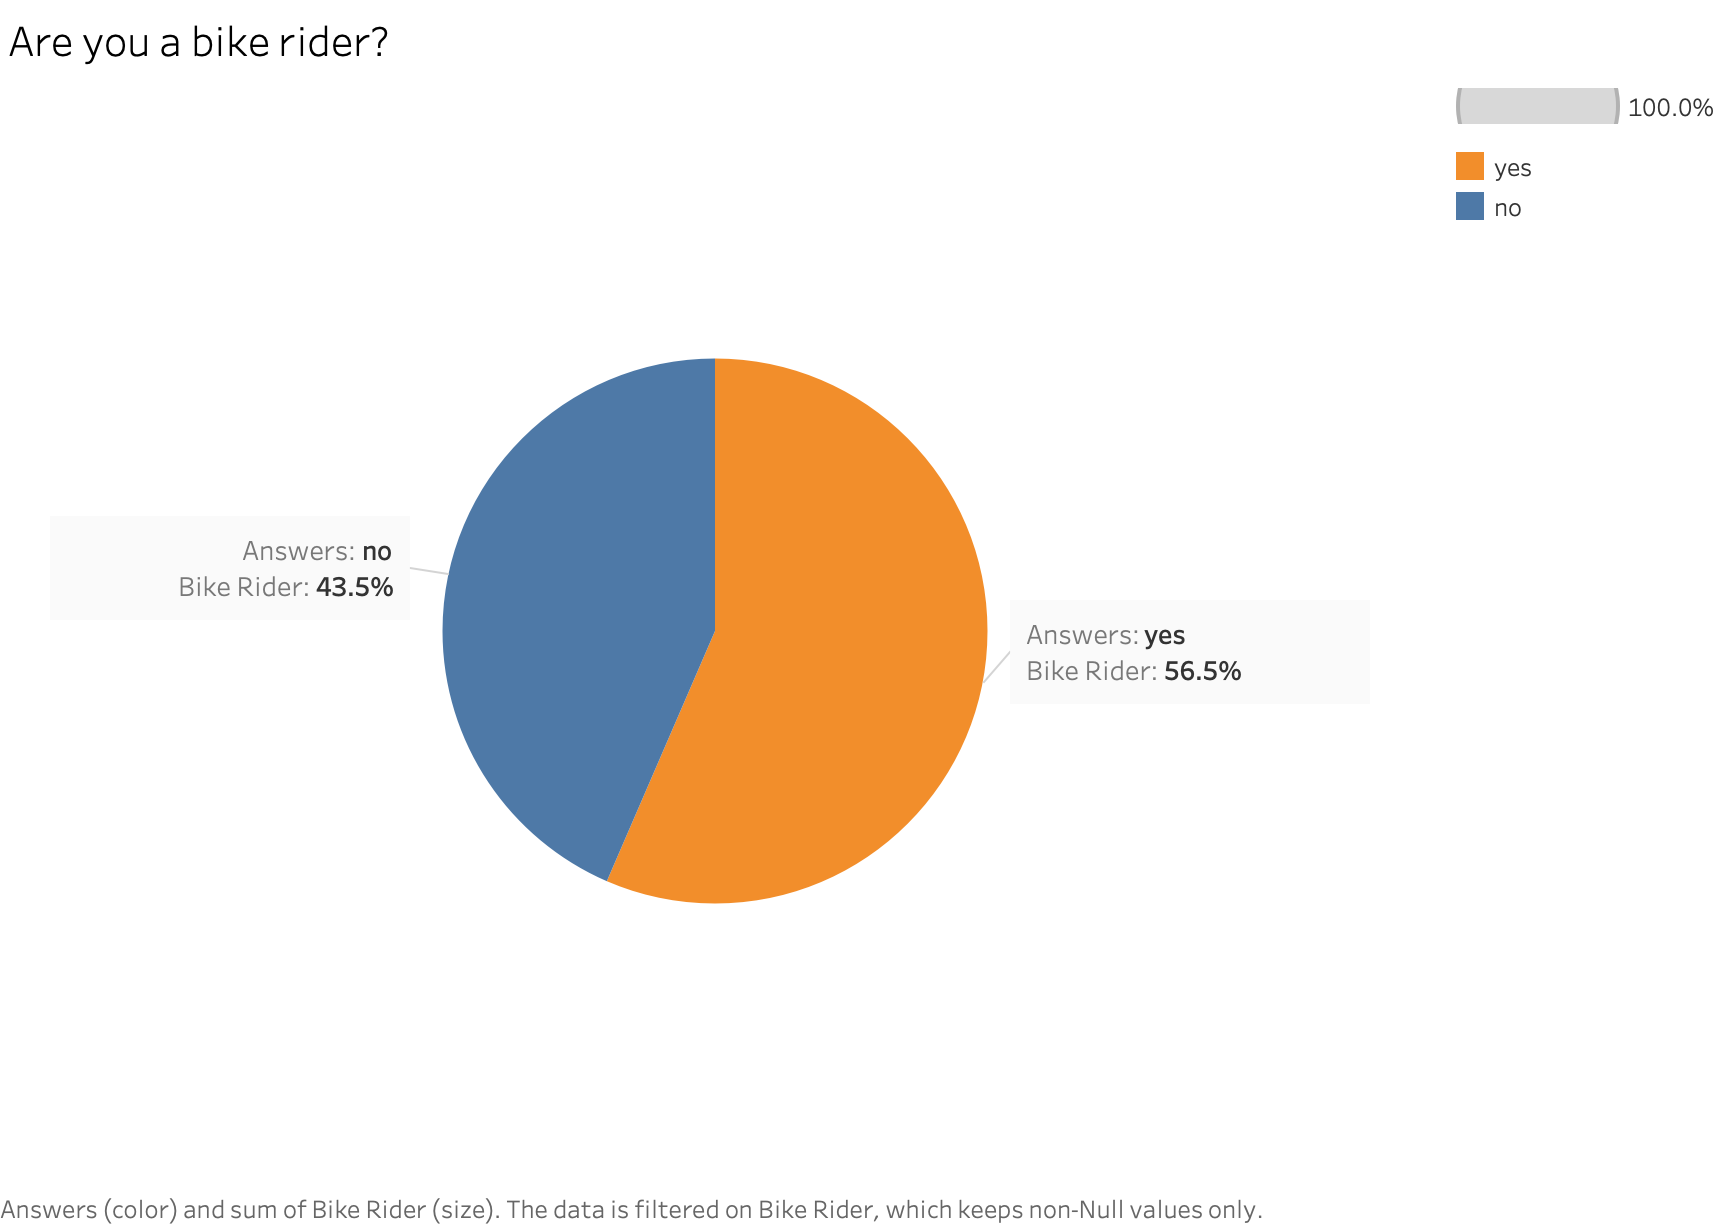 Are you a bike rider?
100.0%
yes
no
Answers: no
Bike Rider: 43.5%
Answers: yes
Bike Rider: 56.5%
Answers (color) and sum of Bike Rider (size). The data is filtered on Bike Rider, which keeps non-Null values only.